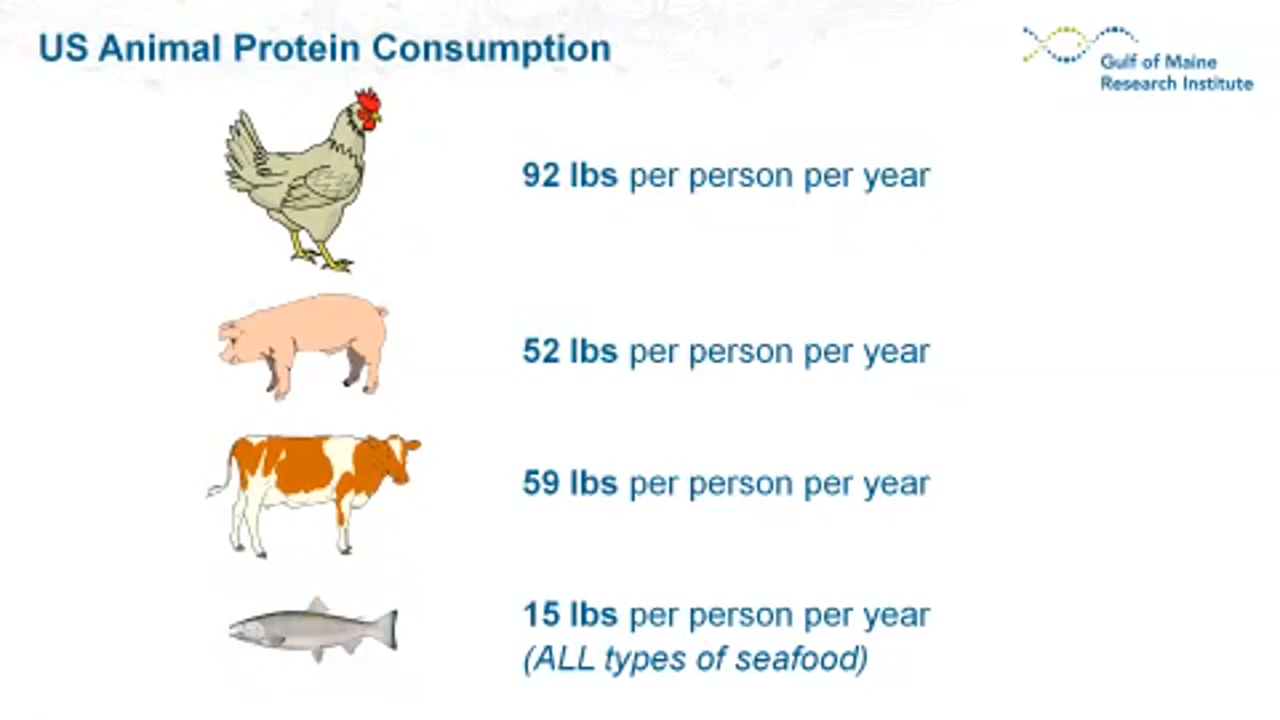 US Animal Protein Consumption
Gulf of Maine
Research Institute
92 lbs per person per year
52 lbs per person per year
59 lbs per person per year
15 lbs per person per year
(ALL types of seafood)